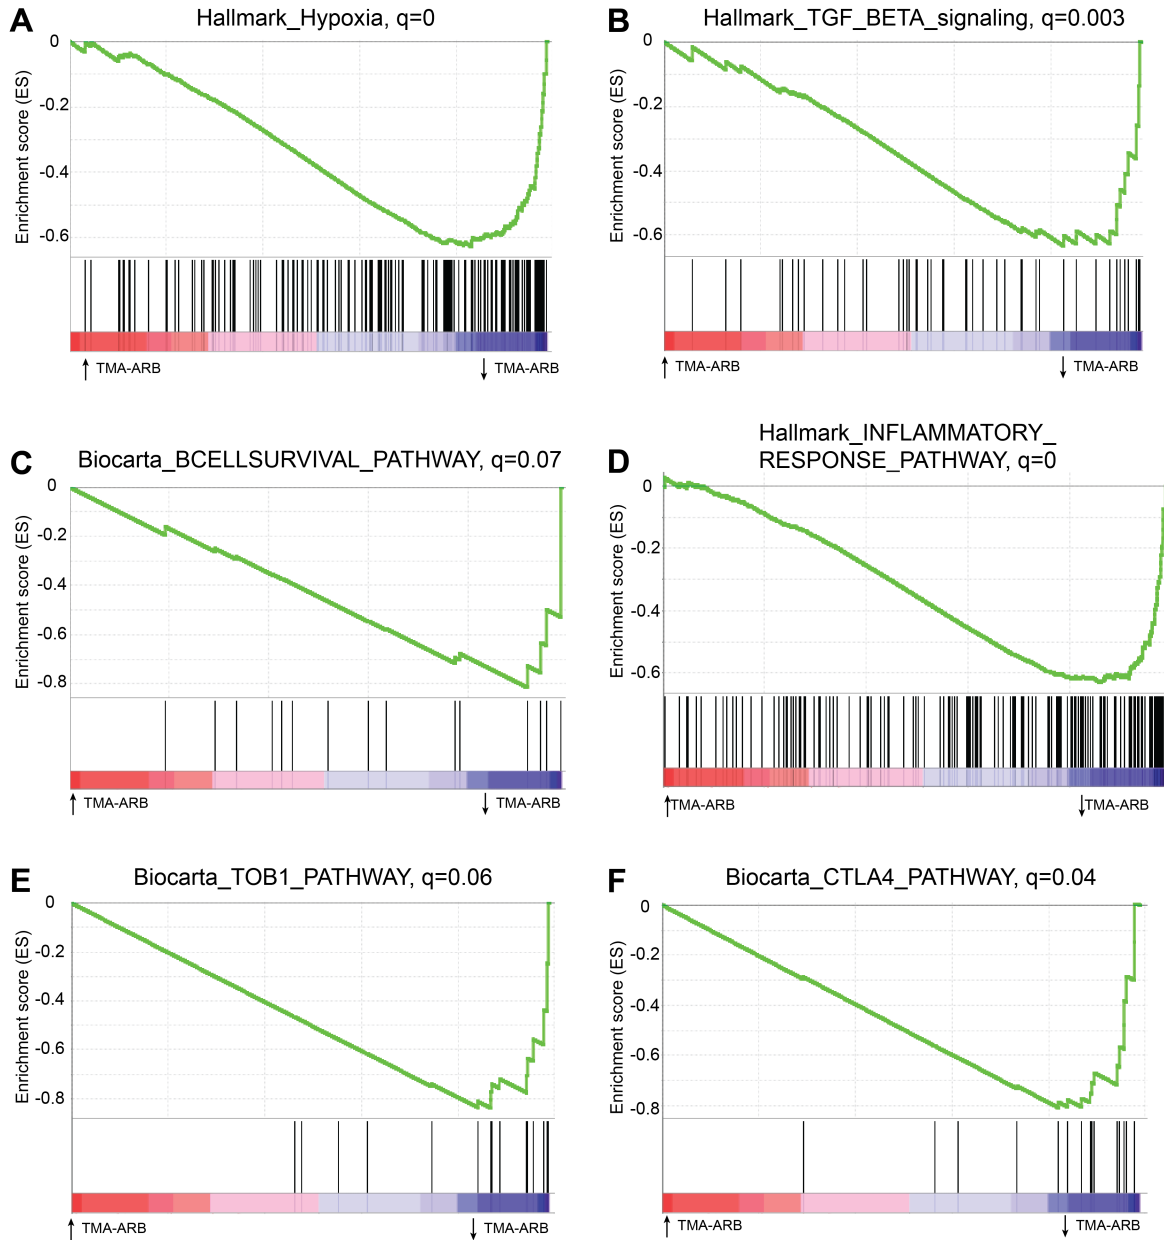 A
Hallmark_Hypoxia, q=0
Enrichment score (ES)
0
-0.2
-0.4
-0.6
↑ TMA-ARB
↓ TMA-ARB
B
Hallmark_TGF_BETA_signaling, q=0.003
Enrichment score (ES)
0
-0.2
-0.4
-0.6
↑ TMA-ARB
↓ TMA-ARB
C
Biocarta_BCELLSURVIVAL_PATHWAY, q=0.07
Enrichment score (ES)
0
-0.2
-0.4
-0.6
-0.8
↑ TMA-ARB
↓ TMA-ARB
D
Hallmark_INFLAMMATORY_
RESPONSE_PATHWAY, q=0
Enrichment score (ES)
0
-0.2
-0.4
-0.6
↑TMA-ARB
↓TMA-ARB
E
Biocarta_TOB1_PATHWAY, q=0.06
Enrichment score (ES)
0
-0.2
-0.4
-0.6
-0.8
↑ TMA-ARB
↓ TMA-ARB
F
Biocarta_CTLA4_PATHWAY, q=0.04
Enrichment score (ES)
0
-0.2
-0.4
-0.6
-0.8
↑ TMA-ARB
↓ TMA-ARB